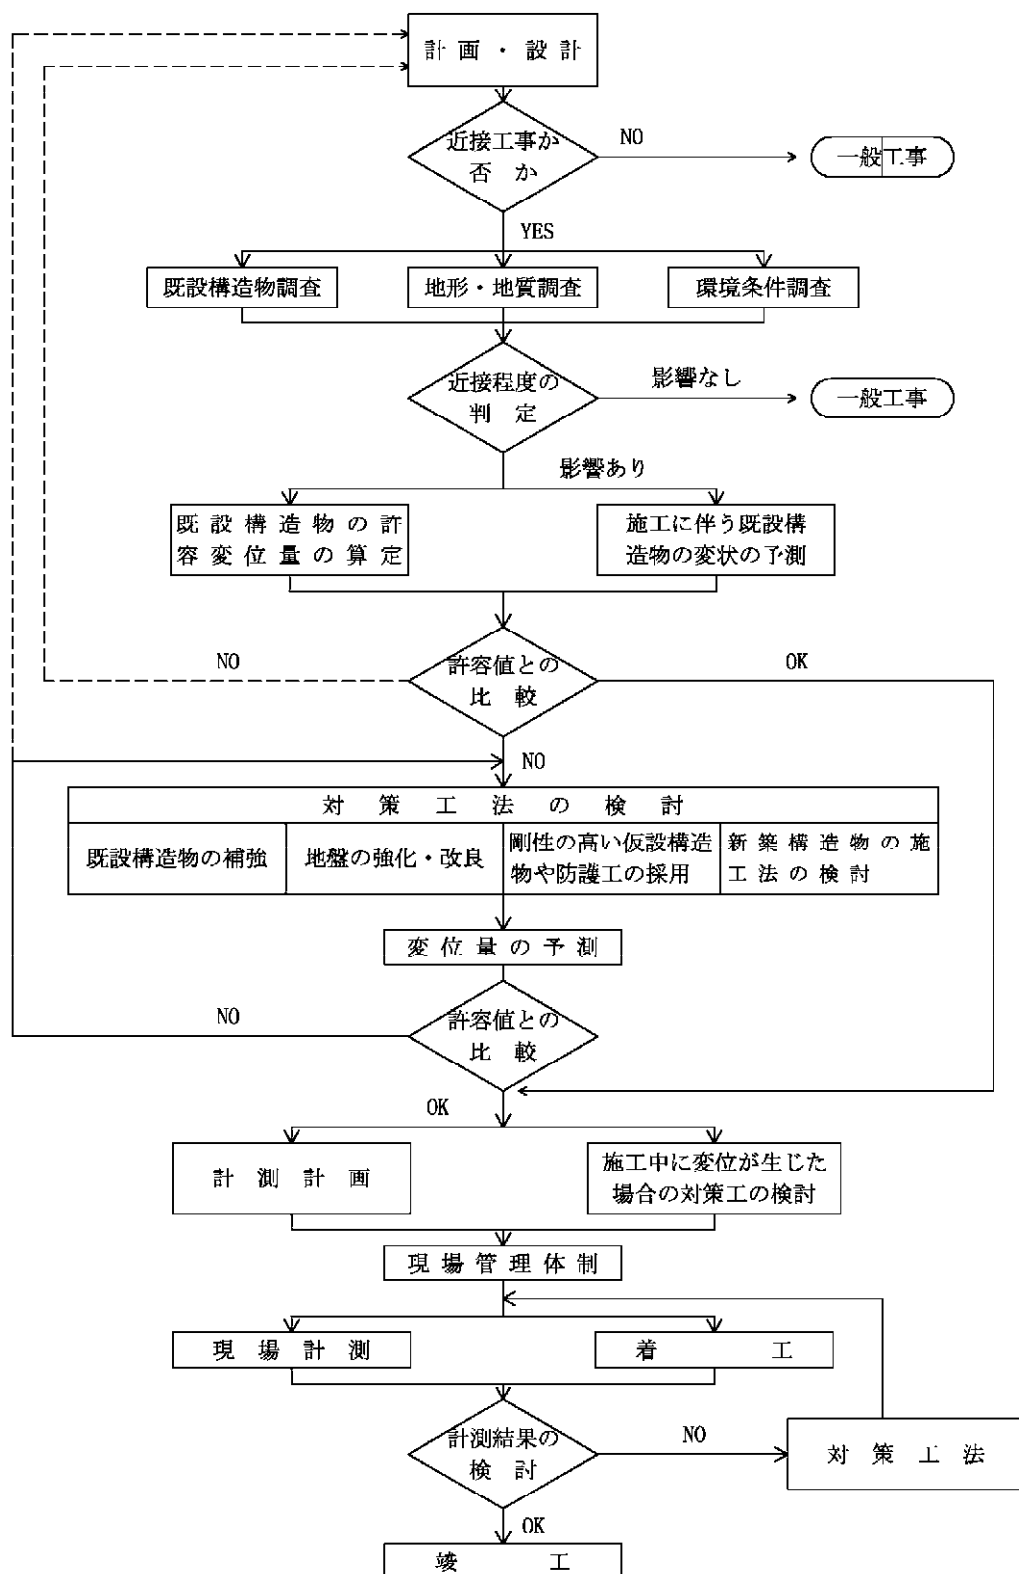 計画・設計
近接工事か
否か
NO
一般工事
YES
既設構造物調査
地形・地質調査
環境条件調査
近接程度の
判定
影響なし
一般工事
影響あり
既設構造物の許
容変位量の算定
施工に伴う既設構
造物の変状の予測
NO
許容値との
比較
OK
NO
対策工法の検討
既設構造物の補強
地盤の強化・改良
剛性の高い仮設構造
物や防護工の採用
新築構造物の施
工法の検討
変位量の予測
NO
許容値との
比較
OK
計測計画
施工中に変位が生じた
場合の対策工の検討
現場管理体制
現場計測
着工
計測結果の
検討
NO
対策工法
OK
竣工